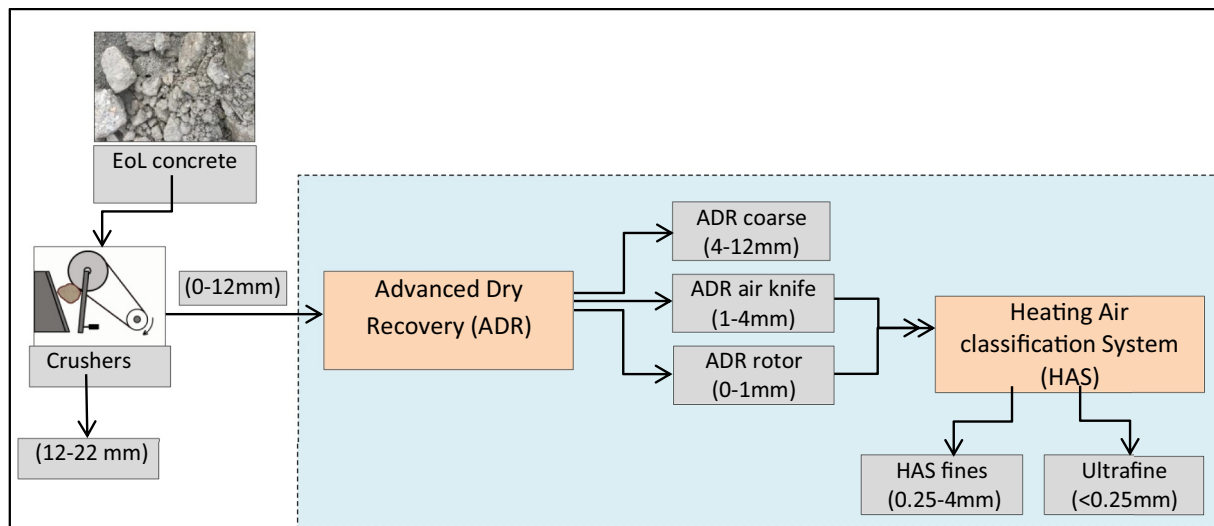 EoL concrete
(0-12mm)
Crushers
(12-22 mm)
Advanced Dry
Recovery (ADR)
ADR coarse
(4-12mm)
ADR air knife
(1-4mm)
ADR rotor
(0-1mm)
Heating Air
classification System
(HAS)
HAS fines
(0.25-4mm)
Ultrafine
(<0.25mm)